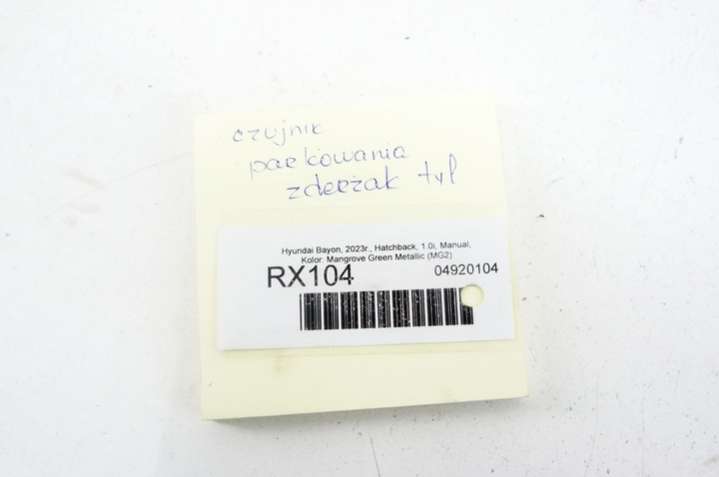 czujnik
parkowania
zderzak tył
Hyundai Bayon, 2023r., Hatchback, 1.0i, Manual,
Kolor: Mangrove Green Metallic (MG2)
RX104 04920104